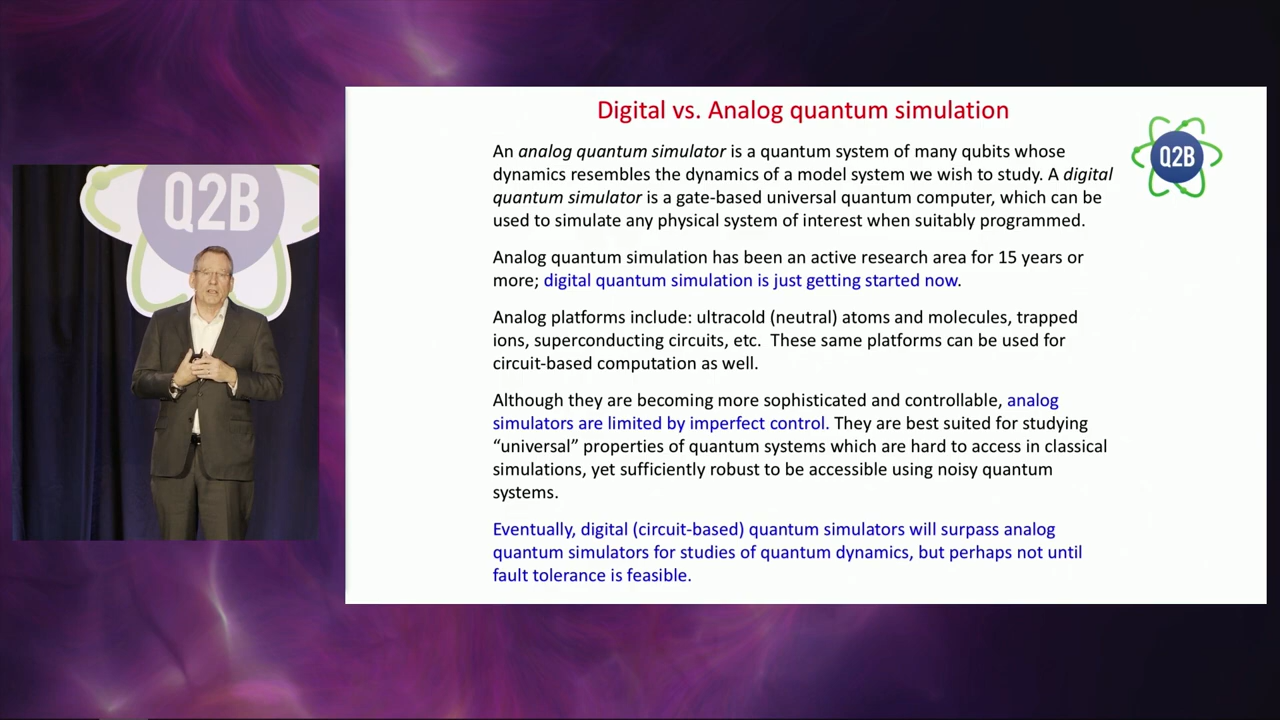 Q2B
Digital vs. Analog quantum simulation
Q2B
An analog quantum simulator is a quantum system of many qubits whose
dynamics resembles the dynamics of a model system we wish to study. A digital
quantum simulator is a gate-based universal quantum computer, which can be
used to simulate any physical system of interest when suitably programmed.
Analog quantum simulation has been an active research area for 15 years or
more; digital quantum simulation is just getting started now.
Analog platforms include: ultracold (neutral) atoms and molecules, trapped
ions, superconducting circuits, etc.  These same platforms can be used for
circuit-based computation as well.
Although they are becoming more sophisticated and controllable, analog
simulators are limited by imperfect control. They are best suited for studying
“universal” properties of quantum systems which are hard to access in classical
simulations, yet sufficiently robust to be accessible using noisy quantum
systems.
Eventually, digital (circuit-based) quantum simulators will surpass analog
quantum simulators for studies of quantum dynamics, but perhaps not until
fault tolerance is feasible.